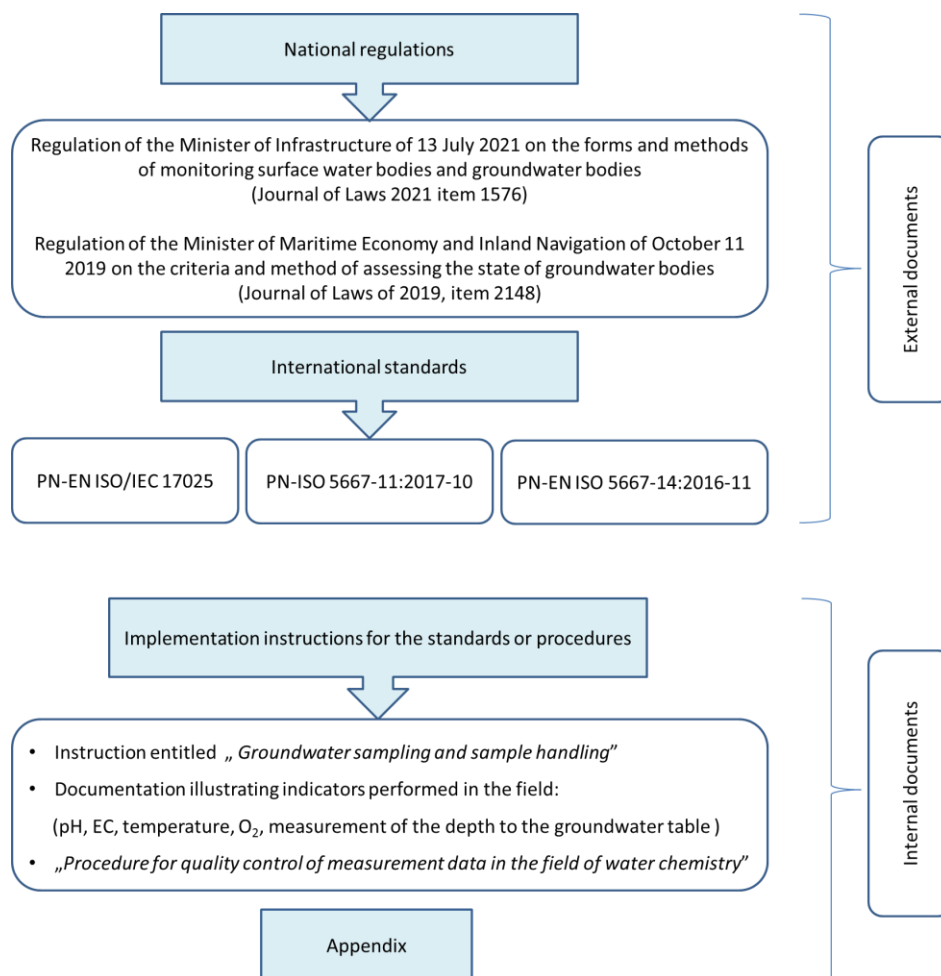 National regulations
Regulation of the Minister of Infrastructure of 13 July 2021 on the forms and methods
of monitoring surface water bodies and groundwater bodies
(Journal of Laws 2021 item 1576)
Regulation of the Minister of Maritime Economy and Inland Navigation of October 11
2019 on the criteria and method of assessing the state of groundwater bodies
(Journal of Laws of 2019, item 2148)
International standards
PN-EN ISO/IEC 17025
PN-ISO 5667-11:2017-10
PN-EN ISO 5667-14:2016-11
External documents
Implementation instructions for the standards or procedures
• Instruction entitled „ Groundwater sampling and sample handling”
• Documentation illustrating indicators performed in the field:
(pH, EC, temperature, O₂, measurement of the depth to the groundwater table )
• „Procedure for quality control of measurement data in the field of water chemistry”
Appendix
Internal documents